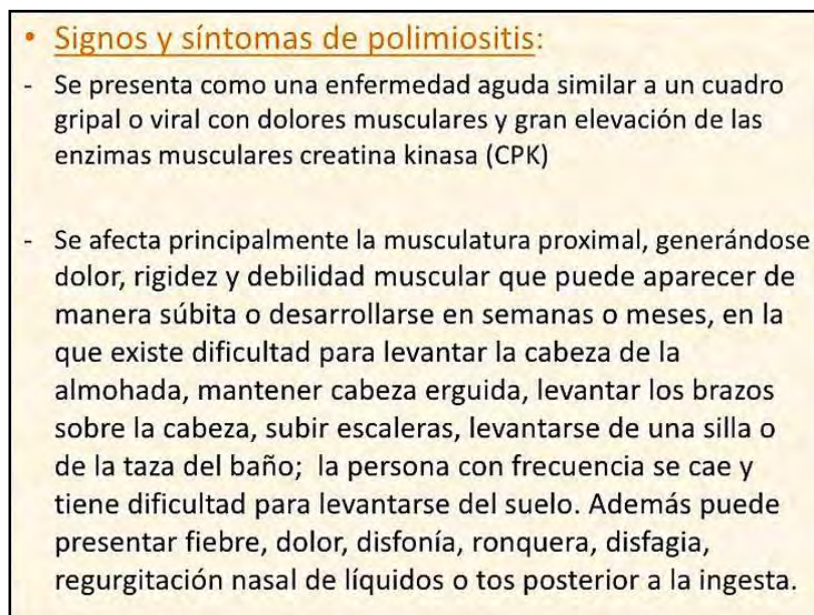 • Signos y síntomas de polimiositis:
- Se presenta como una enfermedad aguda similar a un cuadro
gripal o viral con dolores musculares y gran elevación de las
enzimas musculares creatina kinasa (CPK)
- Se afecta principalmente la musculatura proximal, generándose
dolor, rigidez y debilidad muscular que puede aparecer de
manera súbita o desarrollarse en semanas o meses, en la
que existe dificultad para levantar la cabeza de la
almohada, mantener cabeza erguida, levantar los brazos
sobre la cabeza, subir escaleras, levantarse de una silla o
de la taza del baño; la persona con frecuencia se cae y
tiene dificultad para levantarse del suelo. Además puede
presentar fiebre, dolor, disfonía, ronquera, disfagia,
regurgitación nasal de líquidos o tos posterior a la ingesta.